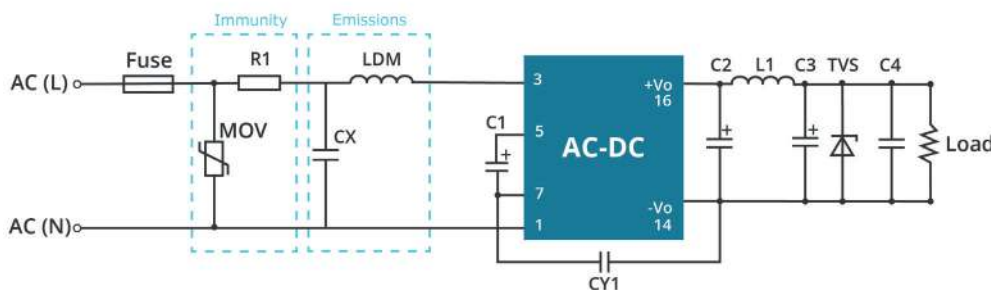 Immunity Emissions
Fuse R1 LDM C2 L1 C3 TVS C4
AC (L) 3 +Vo
16
MOV CX C1 + 5 AC-DC + + Load
7
AC (N) 1 -Vo
14
CY1